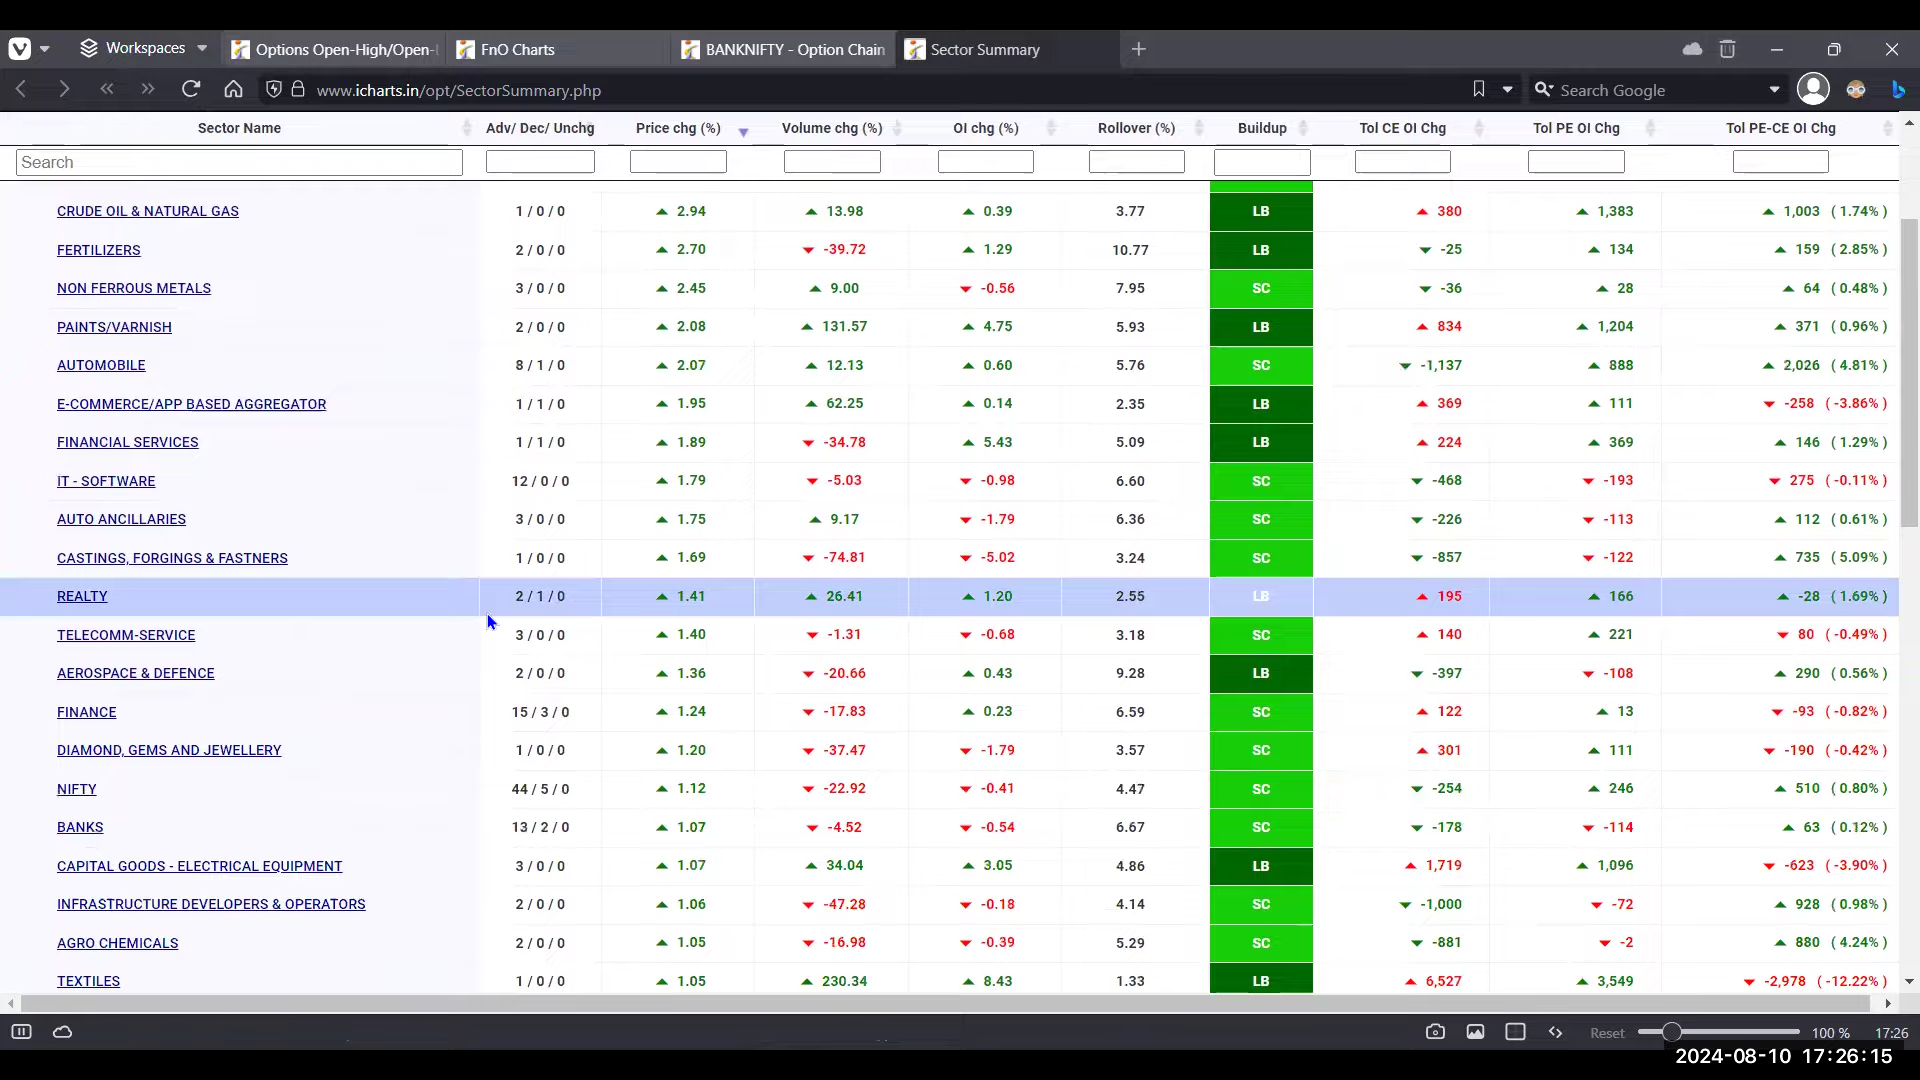 Workspaces Options Open-High/Open- FnO Charts BANKNIFTY - Option Chain Sector Summary
www.icharts.in/opt/SectorSummary.php Search Google
Sector Name Adv/ Dec/ Unchg Price chg (%) Volume chg (%) OI chg (%) Rollover (%) Buildup Tol CE OI Chg Tol PE OI Chg Tol PE-CE OI Chg
Search
CRUDE OIL & NATURAL GAS 1 / 0 / 0 2.94 13.98 0.39 3.77 LB 380 1,383 1,003 ( 1.74% )
FERTILIZERS 2 / 0 / 0 2.70 -39.72 1.29 10.77 LB -25 134 159 ( 2.85% )
NON FERROUS METALS 3 / 0 / 0 2.45 9.00 -0.56 7.95 SC -36 28 64 ( 0.48% )
PAINTS/VARNISH 2 / 0 / 0 2.08 131.57 4.75 5.93 LB 834 1,204 371 ( 0.96% )
AUTOMOBILE 8 / 1 / 0 2.07 12.13 0.60 5.76 SC -1,137 888 2,026 ( 4.81% )
E-COMMERCE/APP BASED AGGREGATOR 1 / 1 / 0 1.95 62.25 0.14 2.35 LB 369 111 -258 ( -3.86% )
FINANCIAL SERVICES 1 / 1 / 0 1.89 -34.78 5.43 5.09 LB 224 369 146 ( 1.29% )
IT - SOFTWARE 12 / 0 / 0 1.79 -5.03 -0.98 6.60 SC -468 -193 275 ( -0.11% )
AUTO ANCILLARIES 3 / 0 / 0 1.75 9.17 -1.79 6.36 SC -226 -113 112 ( 0.61% )
CASTINGS, FORGINGS & FASTNERS 1 / 0 / 0 1.69 -74.81 -5.02 3.24 SC -857 -122 735 ( 5.09% )
REALTY 2 / 1 / 0 1.41 26.41 1.20 2.55 LB 195 166 -28 ( 1.69% )
TELECOMM-SERVICE 3 / 0 / 0 1.40 -1.31 -0.68 3.18 SC 140 221 80 ( -0.49% )
AEROSPACE & DEFENCE 2 / 0 / 0 1.36 -20.66 0.43 9.28 LB -397 -108 290 ( 0.56% )
FINANCE 15 / 3 / 0 1.24 -17.83 0.23 6.59 SC 122 13 -93 ( -0.82% )
DIAMOND, GEMS AND JEWELLERY 1 / 0 / 0 1.20 -37.47 -1.79 3.57 SC 301 111 -190 ( -0.42% )
NIFTY 44 / 5 / 0 1.12 -22.92 -0.41 4.47 SC -254 246 510 ( 0.80% )
BANKS 13 / 2 / 0 1.07 -4.52 -0.54 6.67 SC -178 -114 63 ( 0.12% )
CAPITAL GOODS - ELECTRICAL EQUIPMENT 3 / 0 / 0 1.07 34.04 3.05 4.86 LB 1,719 1,096 -623 ( -3.90% )
INFRASTRUCTURE DEVELOPERS & OPERATORS 2 / 0 / 0 1.06 -47.28 -0.18 4.14 SC -1,000 -72 928 ( 0.98% )
AGRO CHEMICALS 2 / 0 / 0 1.05 -16.98 -0.39 5.29 SC -881 -2 880 ( 4.24% )
TEXTILES 1 / 0 / 0 1.05 230.34 8.43 1.33 LB 6,527 3,549 -2,978 ( -12.22% )
Reset 100 % 17:26
2024-08-10 17:26:15